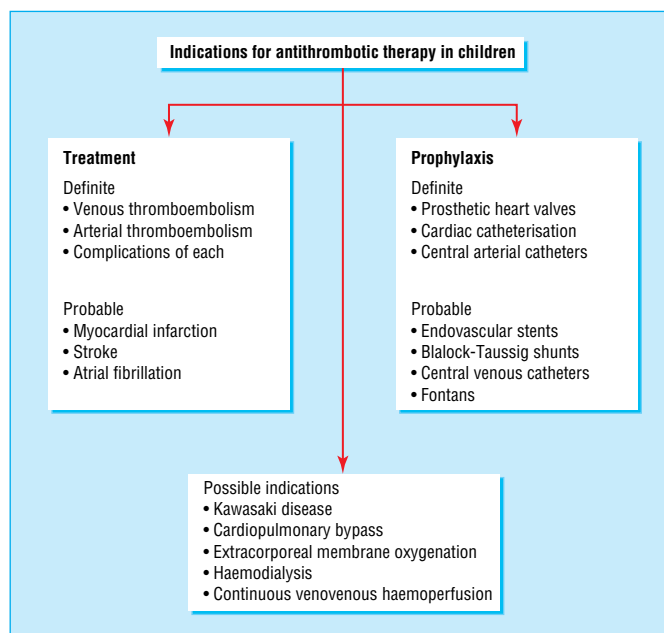 Indications for antithrombotic therapy in children
Treatment
Definite
• Venous thromboembolism
• Arterial thromboembolism
• Complications of each
Probable
• Myocardial infarction
• Stroke
• Atrial fibrillation
Prophylaxis
Definite
• Prosthetic heart valves
• Cardiac catheterisation
• Central arterial catheters
Probable
• Endovascular stents
• Blalock-Taussig shunts
• Central venous catheters
• Fontans
Possible indications
• Kawasaki disease
• Cardiopulmonary bypass
• Extracorporeal membrane oxygenation
• Haemodialysis
• Continuous venovenous haemoperfusion